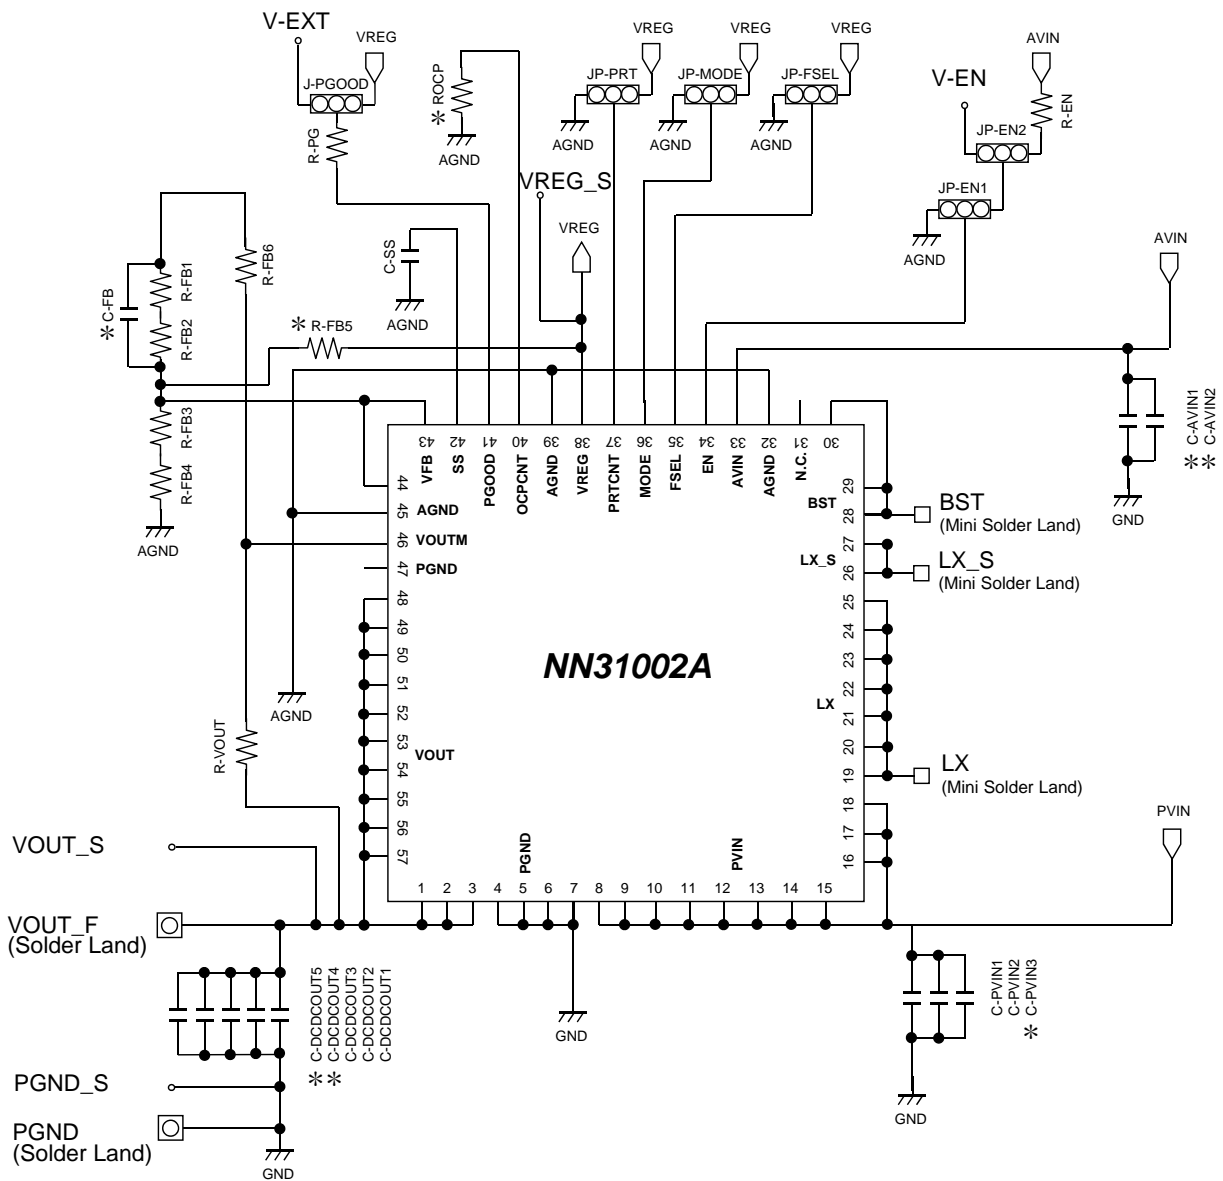 V-EXT
VREG
J-PGOOD
R-PG
* ROCP
AGND
VREG
JP-PRT
AGND
VREG
JP-MODE
AGND
VREG
JP-FSEL
AGND
V-EN
AVIN
R-EN
JP-EN2
JP-EN1
AGND
AVIN
VREG_S
VREG
C-SS
AGND
R-FB6
* C-FB
R-FB1
R-FB2
* R-FB5
R-FB3
R-FB4
AGND
43 42 41 40 39 38 37 36 35 34 33 32 31 30
VFB SS PGOOD OCPCNT AGND VREG PRTCNT MODE FSEL EN AVIN AGND N.C.
* C-AVIN1
* C-AVIN2
GND
44
45 AGND
46 VOUTM
47 PGND
48
49
50
51
52
53
VOUT
54
55
56
57
AGND
R-VOUT
NN31002A
29
BST
28
BST
(Mini Solder Land)
27
LX_S
26
LX_S
(Mini Solder Land)
25
24
23
22
LX
21
20
19
LX
(Mini Solder Land)
18
17
16
PVIN
PGND
PVIN
1 2 3 4 5 6 7 8 9 10 11 12 13 14 15
VOUT_S
VOUT_F
(Solder Land)
* C-DCDCOUT5
* C-DCDCOUT4
C-DCDCOUT3
C-DCDCOUT2
C-DCDCOUT1
GND
C-PVIN1
C-PVIN2
* C-PVIN3
GND
PGND_S
PGND
(Solder Land)
GND